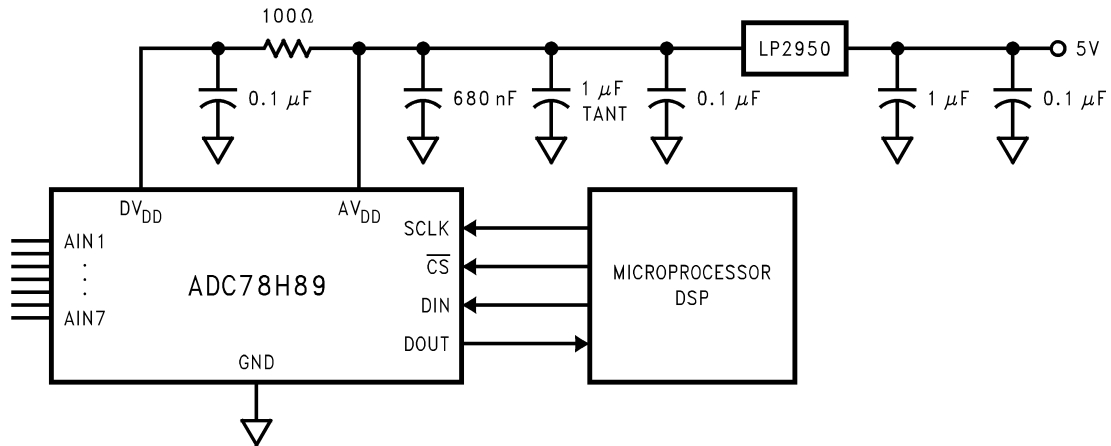 100Ω
LP2950
5V
0.1 μF
680 nF
1 μF
TANT
0.1 μF
1 μF
0.1 μF
DVDD
AVDD
AIN1
AIN7
ADC78H89
SCLK
CS
DIN
DOUT
GND
MICROPROCESSOR
DSP